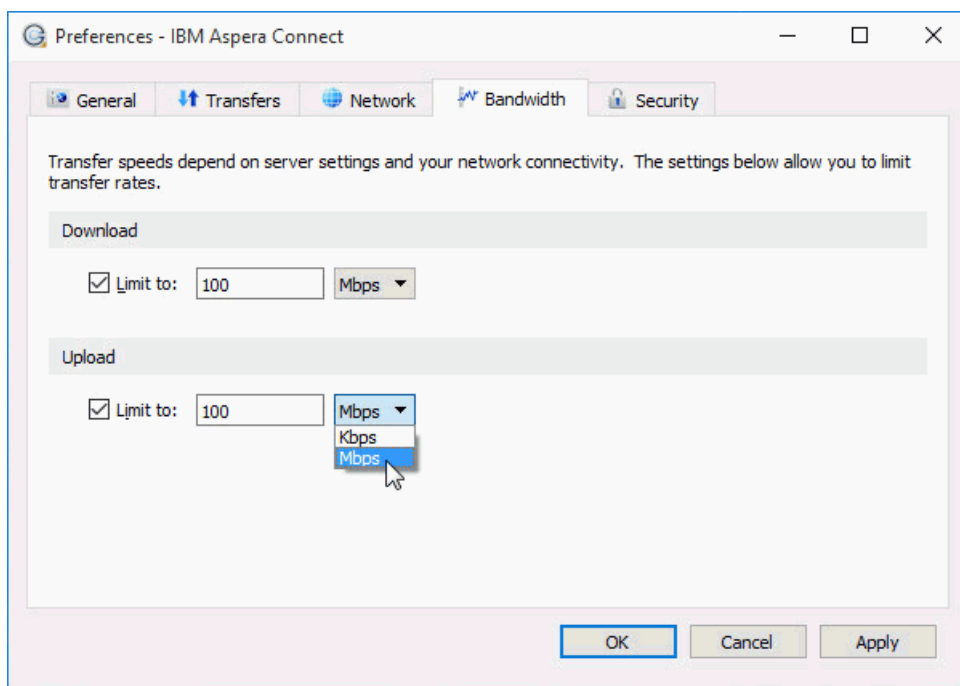 Preferences - IBM Aspera Connect
General Transfers Network Bandwidth Security
Transfer speeds depend on server settings and your network connectivity. The settings below allow you to limit
transfer rates.
Download
Limit to: 100 Mbps
Upload
Limit to: 100 Mbps
Kbps
Mbps
OK Cancel Apply